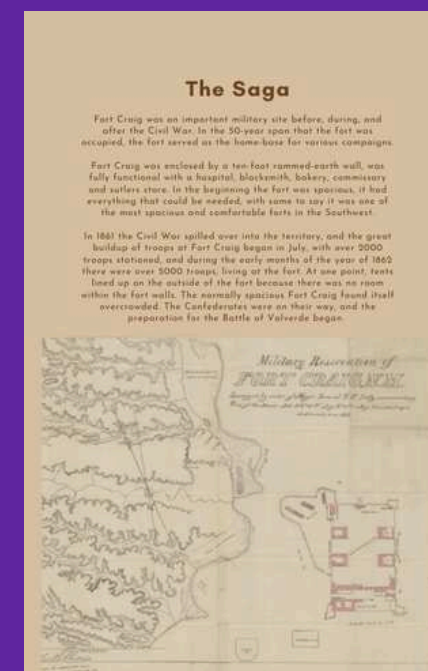 The Saga
Fort Craig was an important military site before, during, and
after the Civil War. In the 50-year span that the fort was
occupied, the fort served as the home-base for various campaigns.
Fort Craig was enclosed by a ten-foot rammed-earth wall, was
fully functional with a hospital, blacksmith, bakery, commissary
and sutlers store. In the beginning the fort was spacious, it had
everything that could be needed, with some to say it was one of
the most spacious and comfortable forts in the Southwest.
In 1861 the Civil War spilled over into the territory, and the great
buildup of troops at Fort Craig began in July, with over 2000
troops stationed, and during the early months of the year of 1862
there were over 5000 troops, living at the fort. At one point, tents
lined up on the outside of the fort because there was no room
within the fort walls. The normally spacious Fort Craig found itself
overcrowded. The Confederates were on their way, and the
preparation for the Battle of Valverde began.
Military Reservation of
FORT CRAIG N.M.